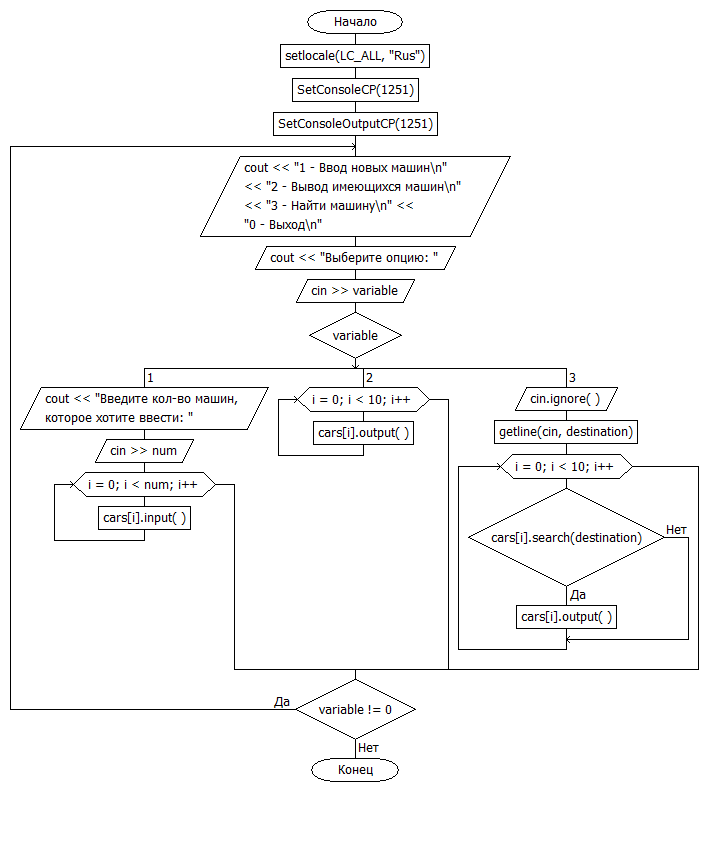 Начало
setlocale(LC_ALL, "Rus")
SetConsoleCP(1251)
SetConsoleOutputCP(1251)
cout << "1 - Ввод новых машин\n"
<< "2 - Вывод имеющихся машин\n"
<< "3 - Найти машину\n" <<
"0 - Выход\n"
cout << "Выберите опцию: "
cin >> variable
variable
1
cout << "Введите кол-во машин,
которое хотите ввести: "
cin >> num
i = 0; i < num; i++
cars[i].input( )
2
i = 0; i < 10; i++
cars[i].output( )
3
cin.ignore( )
getline(cin, destination)
i = 0; i < 10; i++
cars[i].search(destination)
Нет
Да
cars[i].output( )
variable != 0
Да
Нет
Конец